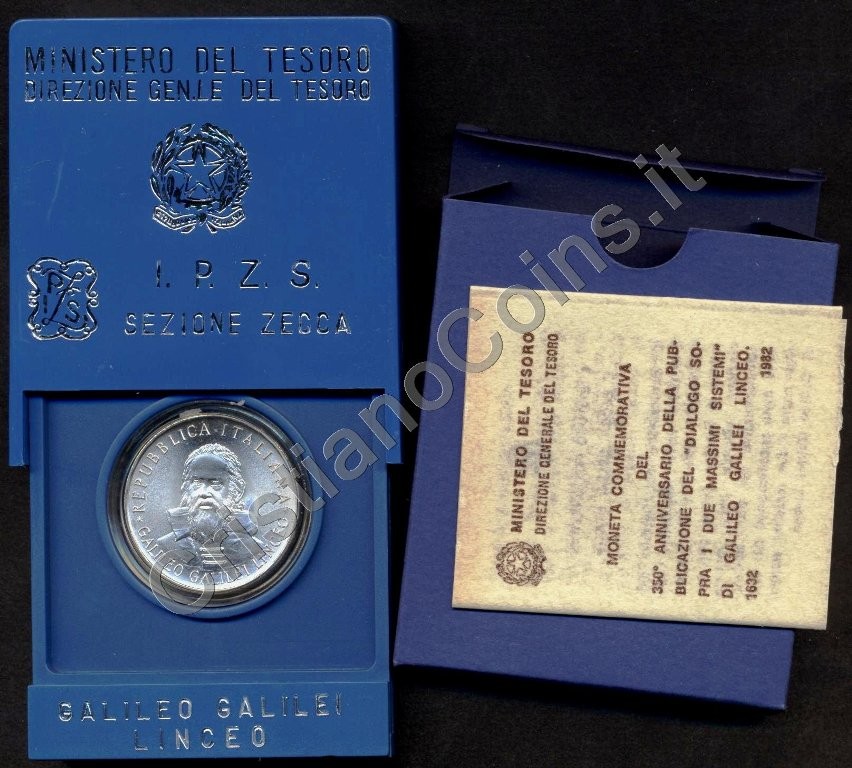 MINISTERO DEL TESORO
DIREZIONE GEN.LE DEL TESORO
I. P. Z. S.
SEZIONE ZECCA
REPUBBLICA·ITALIANA
GALILEO GALILEI LINCEO
GALILEO GALILEI
LINCEO
MINISTERO DEL TESORO
DIREZIONE GENERALE DEL TESORO
MONETA COMMEMORATIVA
DEL
350° ANNIVERSARIO DELLA PUB-
BLICAZIONE DEL "DIALOGO SO-
PRA I DUE MASSIMI SISTEMI"
DI GALILEO GALILEI LINCEO.
1632 1982
©CristianoCoins.it